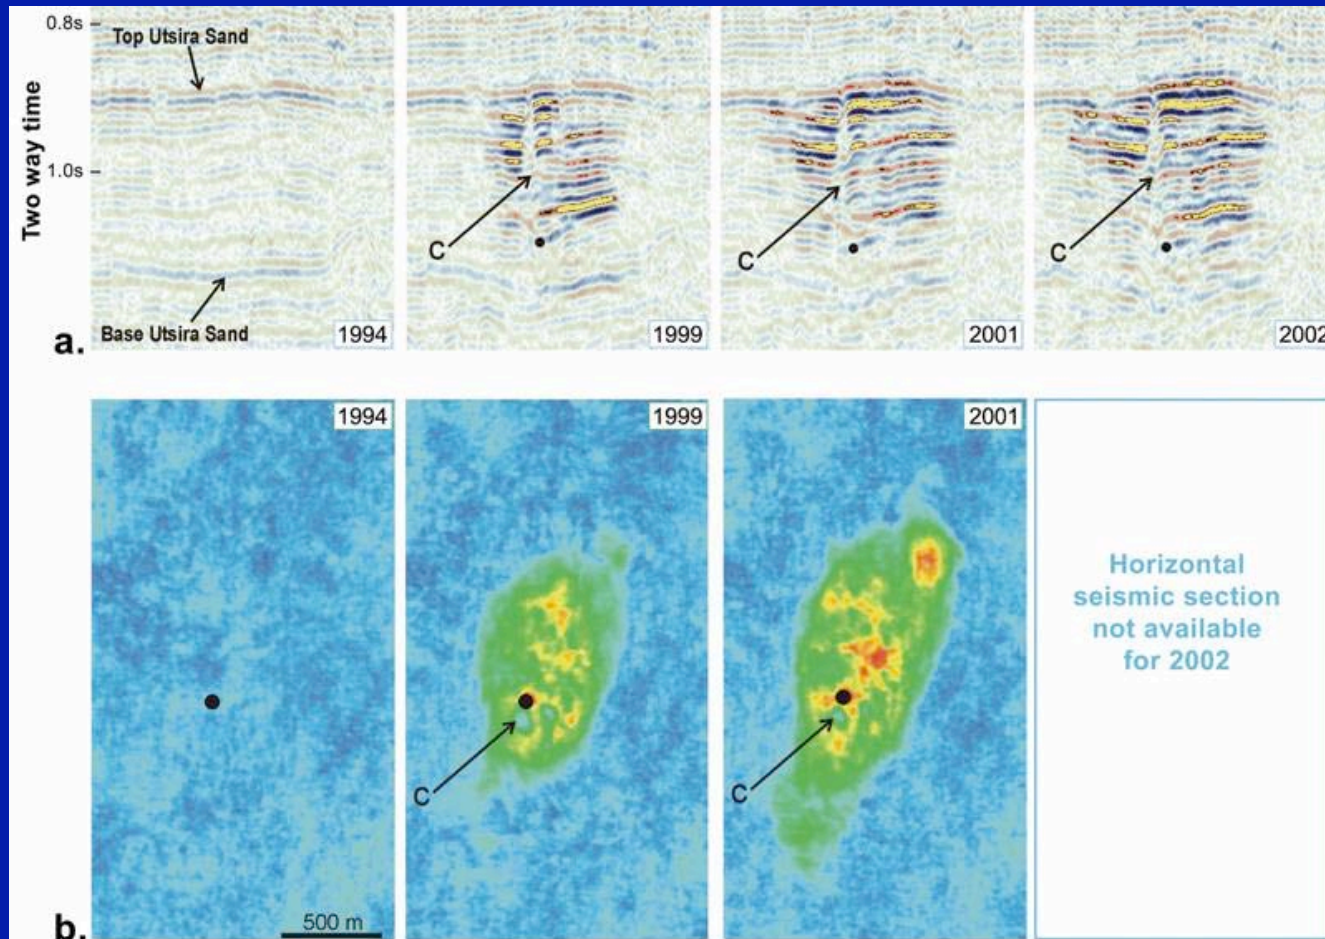 0.8s
Top Utsira Sand
Two way time
1.0s
C
C
C
Base Utsira Sand
a.
1994
1999
2001
2002
1994
1999
2001
Horizontal
seismic section
not available
for 2002
C
C
500 m
b.